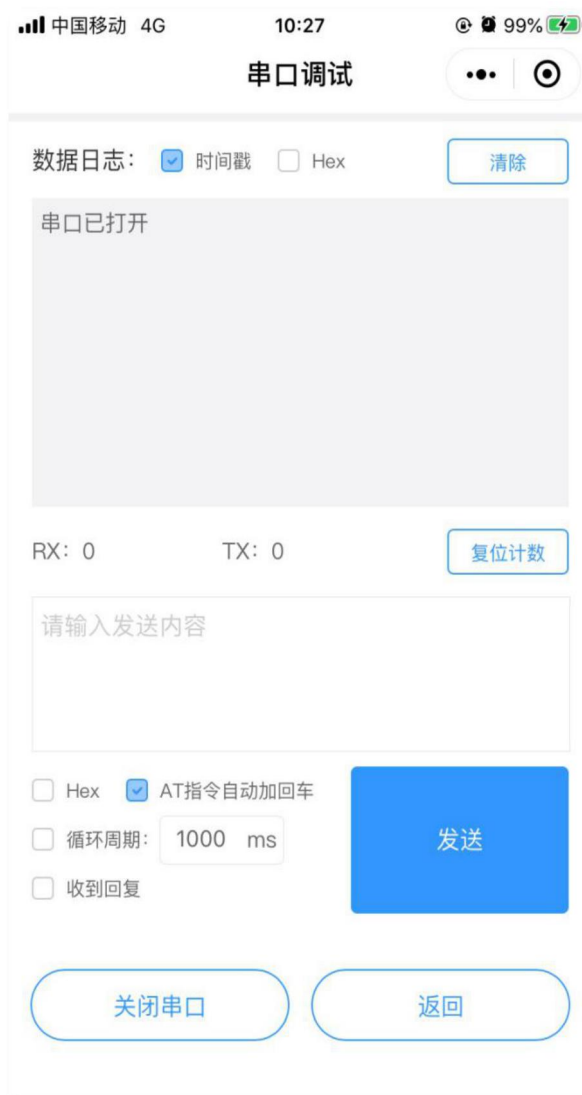 中国移动 4G 10:27 99%
串口调试
数据日志： 时间戳 Hex 清除
串口已打开
RX：0 TX：0 复位计数
请输入发送内容
Hex AT指令自动加回车
循环周期： 1000 ms 发送
收到回复
关闭串口 返回